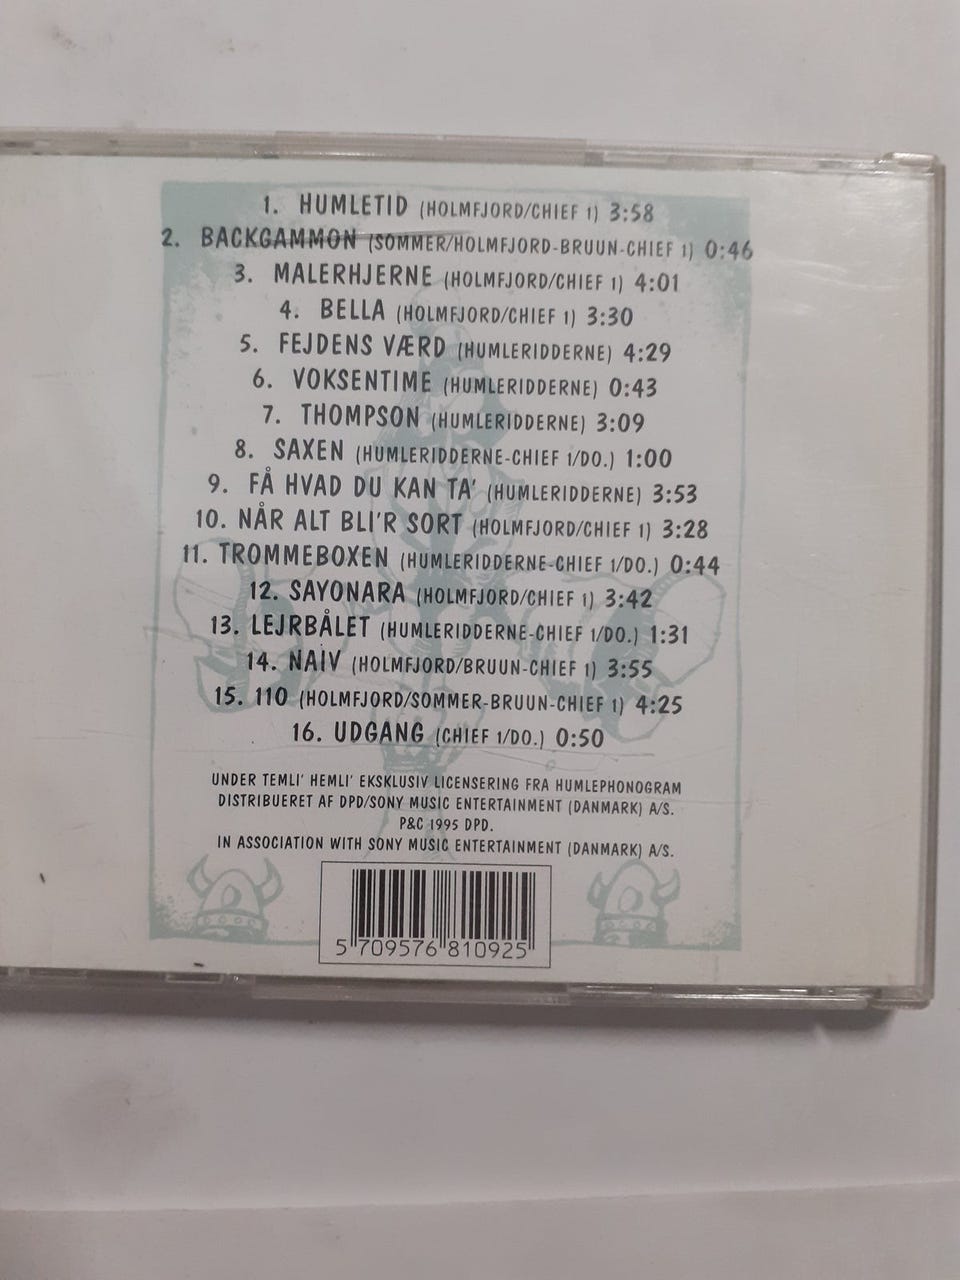 1. HUMLETID (HOLMFJORD/CHIEF 1) 3:58
2. BACKGAMMON (SOMMER/HOLMFJORD-BRUUN-CHIEF 1) 0:46
3. MALERHJERNE (HOLMFJORD/CHIEF 1) 4:01
4. BELLA (HOLMFJORD/CHIEF 1) 3:30
5. FEJDENS VÆRD (HUMLERIDDERNE) 4:29
6. VOKSENTIME (HUMLERIDDERNE) 0:43
7. THOMPSON (HUMLERIDDERNE) 3:09
8. SAXEN (HUMLERIDDERNE-CHIEF 1/DO.) 1:00
9. FÅ HVAD DU KAN TA' (HUMLERIDDERNE) 3:53
10. NÅR ALT BLI'R SORT (HOLMFJORD/CHIEF 1) 3:28
11. TROMMEBOXEN (HUMLERIDDERNE-CHIEF 1/DO.) 0:44
12. SAYONARA (HOLMFJORD/CHIEF 1) 3:42
13. LEJRBÅLET (HUMLERIDDERNE-CHIEF 1/DO.) 1:31
14. NAIV (HOLMFJORD/BRUUN-CHIEF 1) 3:55
15. 110 (HOLMFJORD/SOMMER-BRUUN-CHIEF 1) 4:25
16. UDGANG (CHIEF 1/DO.) 0:50
UNDER TEMLI' HEMLI' EKSKLUSIV LICENSERING FRA HUMLEPHONOGRAM
DISTRIBUERET AF DPD/SONY MUSIC ENTERTAINMENT (DANMARK) A/S.
P&C 1995 DPD.
IN ASSOCIATION WITH SONY MUSIC ENTERTAINMENT (DANMARK) A/S.
5 709576 810925